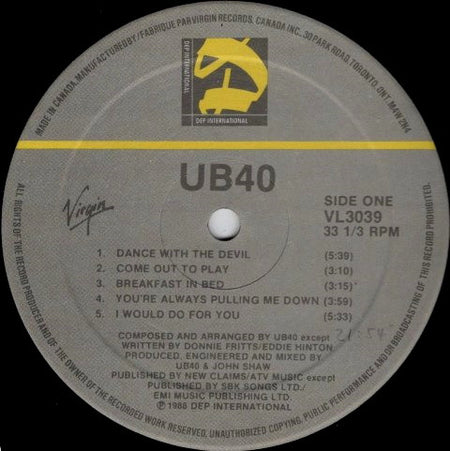 MADE IN CANADA. MANUFACTURED BY/FABRIQUE PAR VIRGIN RECORDS, CANADA INC., 30 PARK ROAD, TORONTO, ONT. M4W 2N4
DEP INTERNATIONAL
DEP INTERNATIONAL
UB40
Virgin
SIDE ONE
VL3039
33 1/3 RPM
1. DANCE WITH THE DEVIL (5:39)
2. COME OUT TO PLAY (3:10)
3. BREAKFAST IN BED (3:15)*
4. YOU'RE ALWAYS PULLING ME DOWN (3:59)
5. I WOULD DO FOR YOU (5:33)
COMPOSED AND ARRANGED BY UB40 except
21:54
WRITTEN BY DONNIE FRITTS/EDDIE HINTON
PRODUCED, ENGINEERED AND MIXED BY
UB40 & JOHN SHAW
PUBLISHED BY NEW CLAIMS/ATV MUSIC except
PUBLISHED BY SBK SONGS LTD./
EMI MUSIC PUBLISHING LTD.
℗ 1988 DEP INTERNATIONAL
ALL RIGHTS OF THE RECORD PRODUCER AND OF THE OWNER OF THE RECORDED WORK RESERVED. UNAUTHORIZED COPYING, PUBLIC PERFORMANCE AND/OR BROADCASTING OF THIS RECORD PROHIBITED.